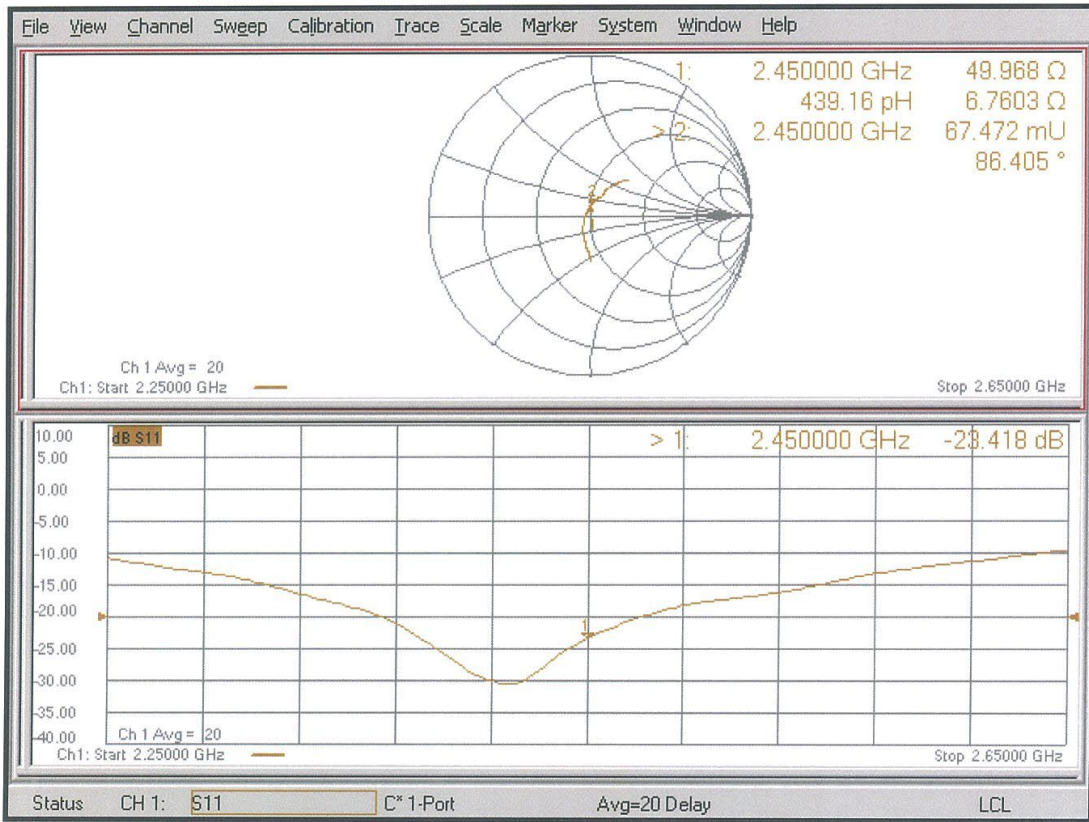 File View Channel Sweep Calibration Trace Scale Marker System Window Help
1: 2.450000 GHz 49.968 Ω
439.16 pH 6.7603 Ω
> 2: 2.450000 GHz 67.472 mU
86.405 °
2
Ch 1 Avg = 20
Ch1: Start 2.25000 GHz
Stop 2.65000 GHz
10.00
dB S11
> 1: 2.450000 GHz -23.418 dB
5.00
0.00
-5.00
-10.00
-15.00
-20.00
1
-25.00
-30.00
-35.00
-40.00
Ch 1 Avg = 20
Ch1: Start 2.25000 GHz
Stop 2.65000 GHz
Status CH 1: S11 C* 1-Port Avg=20 Delay LCL